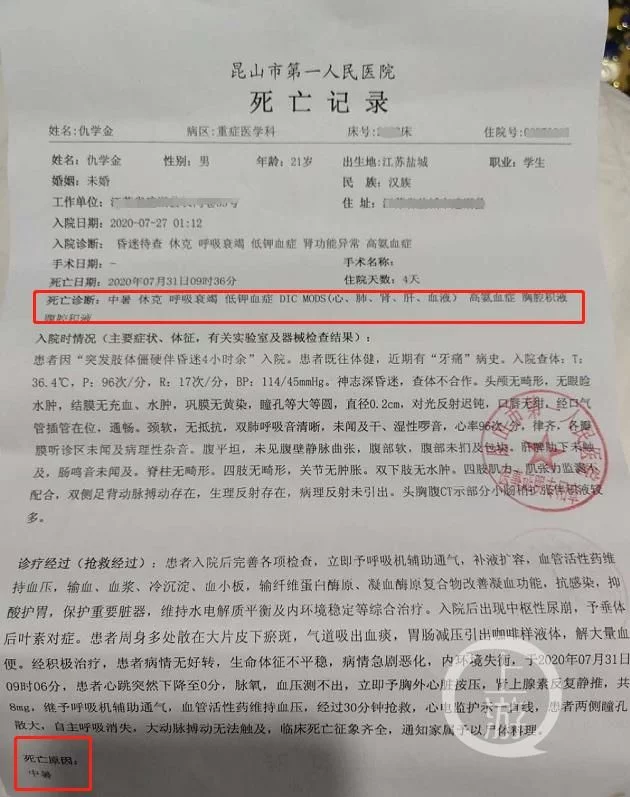 昆山市第一人民医院
死亡记录
姓名:仇学金 病区:重症医学科 床号: 床 住院号:
姓名:仇学金 性别:男 年龄:21岁 出生地:江苏盐城 职业:学生
婚姻:未婚 民 族:汉族
工作单位: 住 址:
入院日期:2020-07-27 01:12
入院诊断: 昏迷待查 休克 呼吸衰竭 低钾血症 肾功能异常 高氨血症
手术日期:- 手术名称:
死亡日期:2020年07月31日09时36分 住院天数:4天
死亡诊断:中暑 休克 呼吸衰竭 低钾血症 DIC MODS(心、肺、肾、肝、血液) 高氨血症 胸腔积液
腹腔积液
入院时情况(主要症状、体征,有关实验室及器械检查结果):
患者因“突发肢体僵硬伴昏迷4小时余”入院。患者既往体健,近期有“牙痛”病史。入院查体:T:
36.4℃,P:96次/分,R:17次/分,BP:114/45mmHg。神志深昏迷,查体不合作。头颅无畸形,无眼睑
水肿,结膜无充血、水肿,巩膜无黄染,瞳孔等大等圆,直径0.2cm,对光反射迟钝,口唇无绀,经口气
管插管在位,通畅。颈软,无抵抗,双肺呼吸音清晰,未闻及干、湿性啰音,心率96次/分,律齐,各瓣
膜听诊区未闻及病理性杂音。腹平坦,未见腹壁静脉曲张,腹部软,腹部未扪及包块,肝脾肋下未触
及,肠鸣音未闻及。脊柱无畸形。四肢无畸形,关节无肿胀。双下肢无水肿。四肢肌力、肌张力监测不
配合,双侧足背动脉搏动存在,生理反射存在,病理反射未引出。头胸腹CT示部分小肠稍扩张伴积液较
多。
诊疗经过(抢救经过):患者入院后完善各项检查,立即予呼吸机辅助通气,补液扩容,血管活性药维
持血压,输血、血浆、冷沉淀、血小板,输纤维蛋白原、凝血酶原复合物改善凝血功能,抗感染,抑
酸护胃,保护重要脏器,维持水电解质平衡及内环境稳定等综合治疗。入院后出现中枢性尿崩,予垂体
后叶素对症。患者周身多处散在大片皮下瘀斑,气道吸出血痰,胃肠减压引出咖啡样液体,解大量血
便。经积极治疗,患者病情无好转,生命体征不平稳,病情急剧恶化,内环境失衡,于2020年07月31日
09时06分,患者心跳突然下降至0分,脉氧,血压测不出,立即予胸外心脏按压,肾上腺素反复静推,共
8mg,继予呼吸机辅助通气,血管活性药维持血压,经过30分钟抢救,心电监护示一直线,患者两侧瞳孔
散大,自主呼吸消失,大动脉搏动无法触及,临床死亡征象齐全,通知家属予以尸体料理。
死亡原因:
中暑